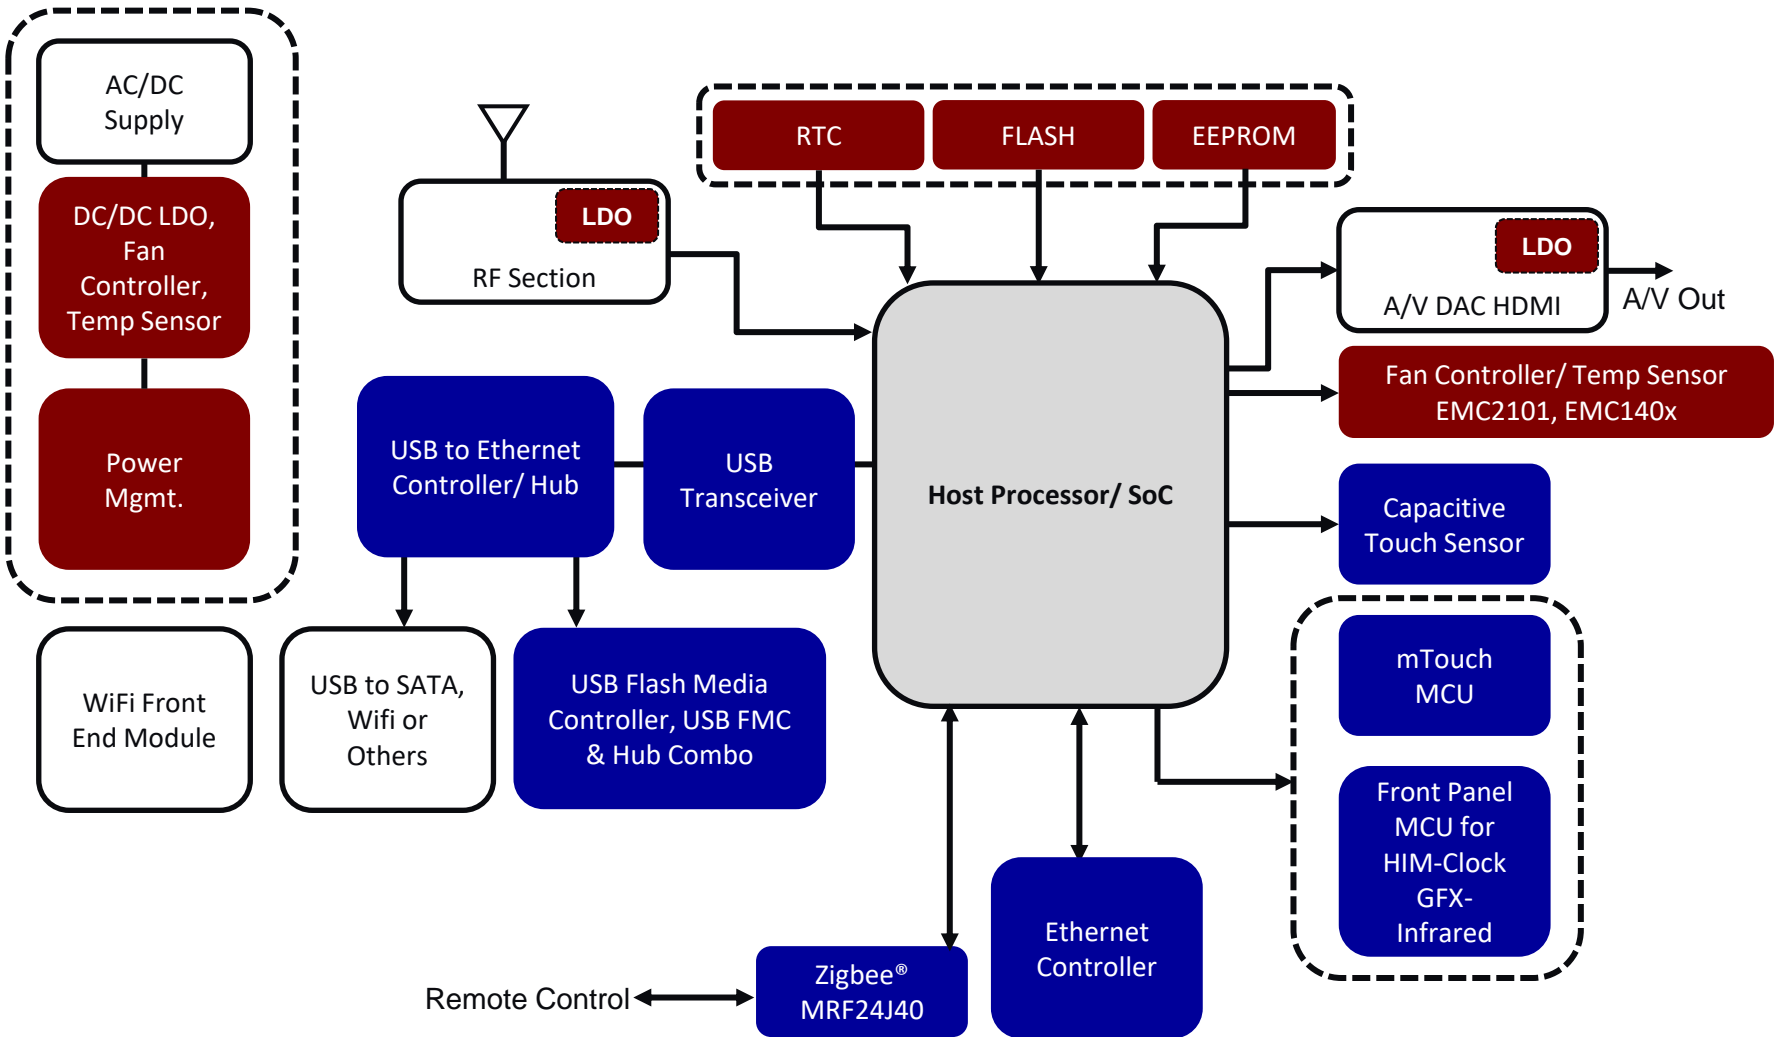 AC/DC
Supply
DC/DC LDO,
Fan
Controller,
Temp Sensor
Power
Mgmt.
LDO
RF Section
RTC
FLASH
EEPROM
LDO
A/V DAC HDMI
A/V Out
Fan Controller/ Temp Sensor
EMC2101, EMC140x
USB to Ethernet
Controller/ Hub
USB
Transceiver
Host Processor/ SoC
Capacitive
Touch Sensor
WiFi Front
End Module
USB to SATA,
Wifi or
Others
USB Flash Media
Controller, USB FMC
& Hub Combo
mTouch
MCU
Front Panel
MCU for
HIM-Clock
GFX-
Infrared
Ethernet
Controller
Remote Control
Zigbee®
MRF24J40